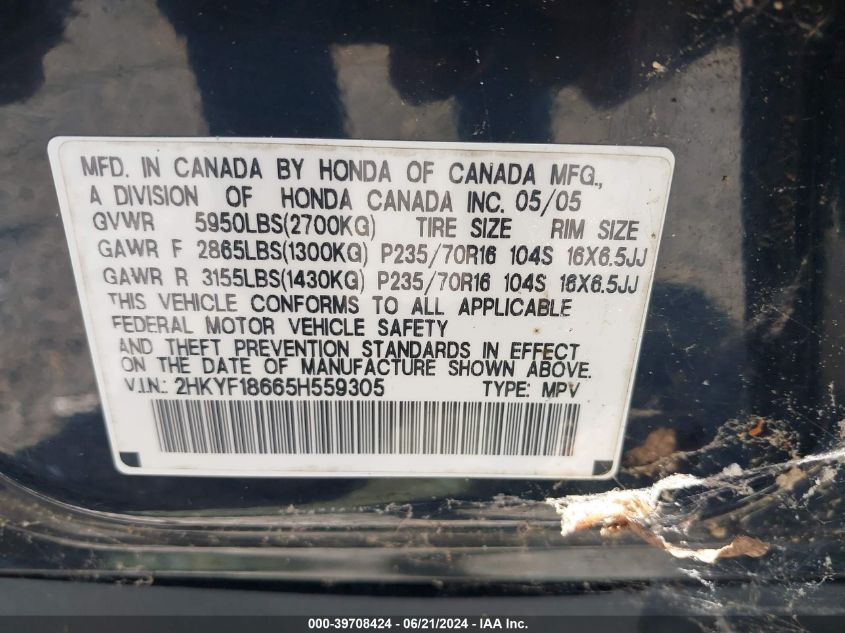 MFD. IN CANADA BY HONDA OF CANADA MFG.,
A DIVISION OF HONDA CANADA INC. 05/05
GVWR 5950LBS(2700KG) TIRE SIZE RIM SIZE
GAWR F 2865LBS(1300KG) P235/70R16 104S 16X6.5JJ
GAWR R 3155LBS(1430KG) P235/70R16 104S 16X6.5JJ
THIS VEHICLE CONFORMS TO ALL APPLICABLE
FEDERAL MOTOR VEHICLE SAFETY
AND THEFT PREVENTION STANDARDS IN EFFECT
ON THE DATE OF MANUFACTURE SHOWN ABOVE.
V.I.N.: 2HKYF18665H559305 TYPE: MPV
000-39708424 - 06/21/2024 - IAA Inc.